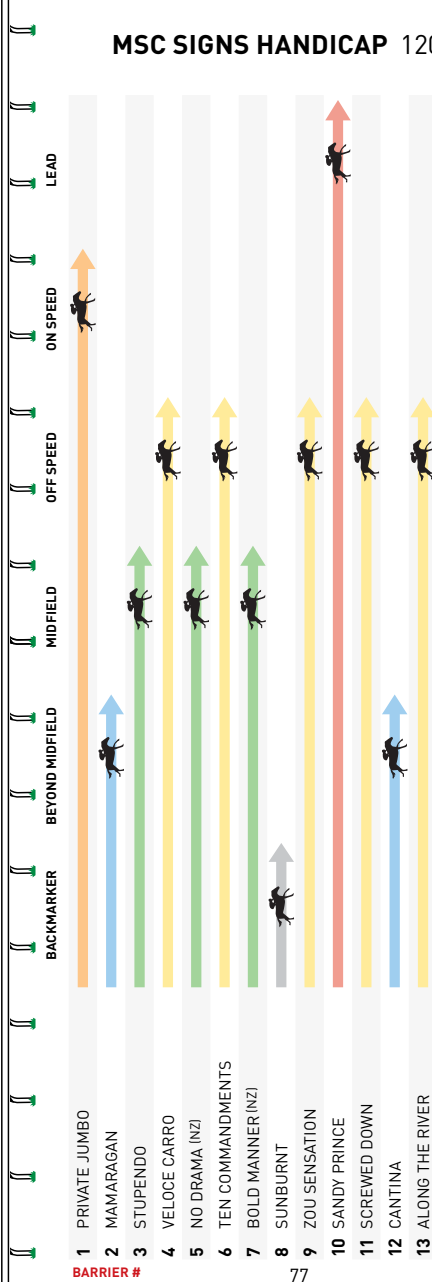 MSC SIGNS HANDICAP 120
LEAD
ON SPEED
OFF SPEED
MIDFIELD
BEYOND MIDFIELD
BACKMARKER
1 PRIVATE JUMBO
2 MAMARAGAN
3 STUPENDO
4 VELOCE CARRO
5 NO DRAMA (NZ)
6 TEN COMMANDMENTS
7 BOLD MANNER (NZ)
8 SUNBURNT
9 ZOU SENSATION
10 SANDY PRINCE
11 SCREWED DOWN
12 CANTINA
13 ALONG THE RIVER
BARRIER #
77